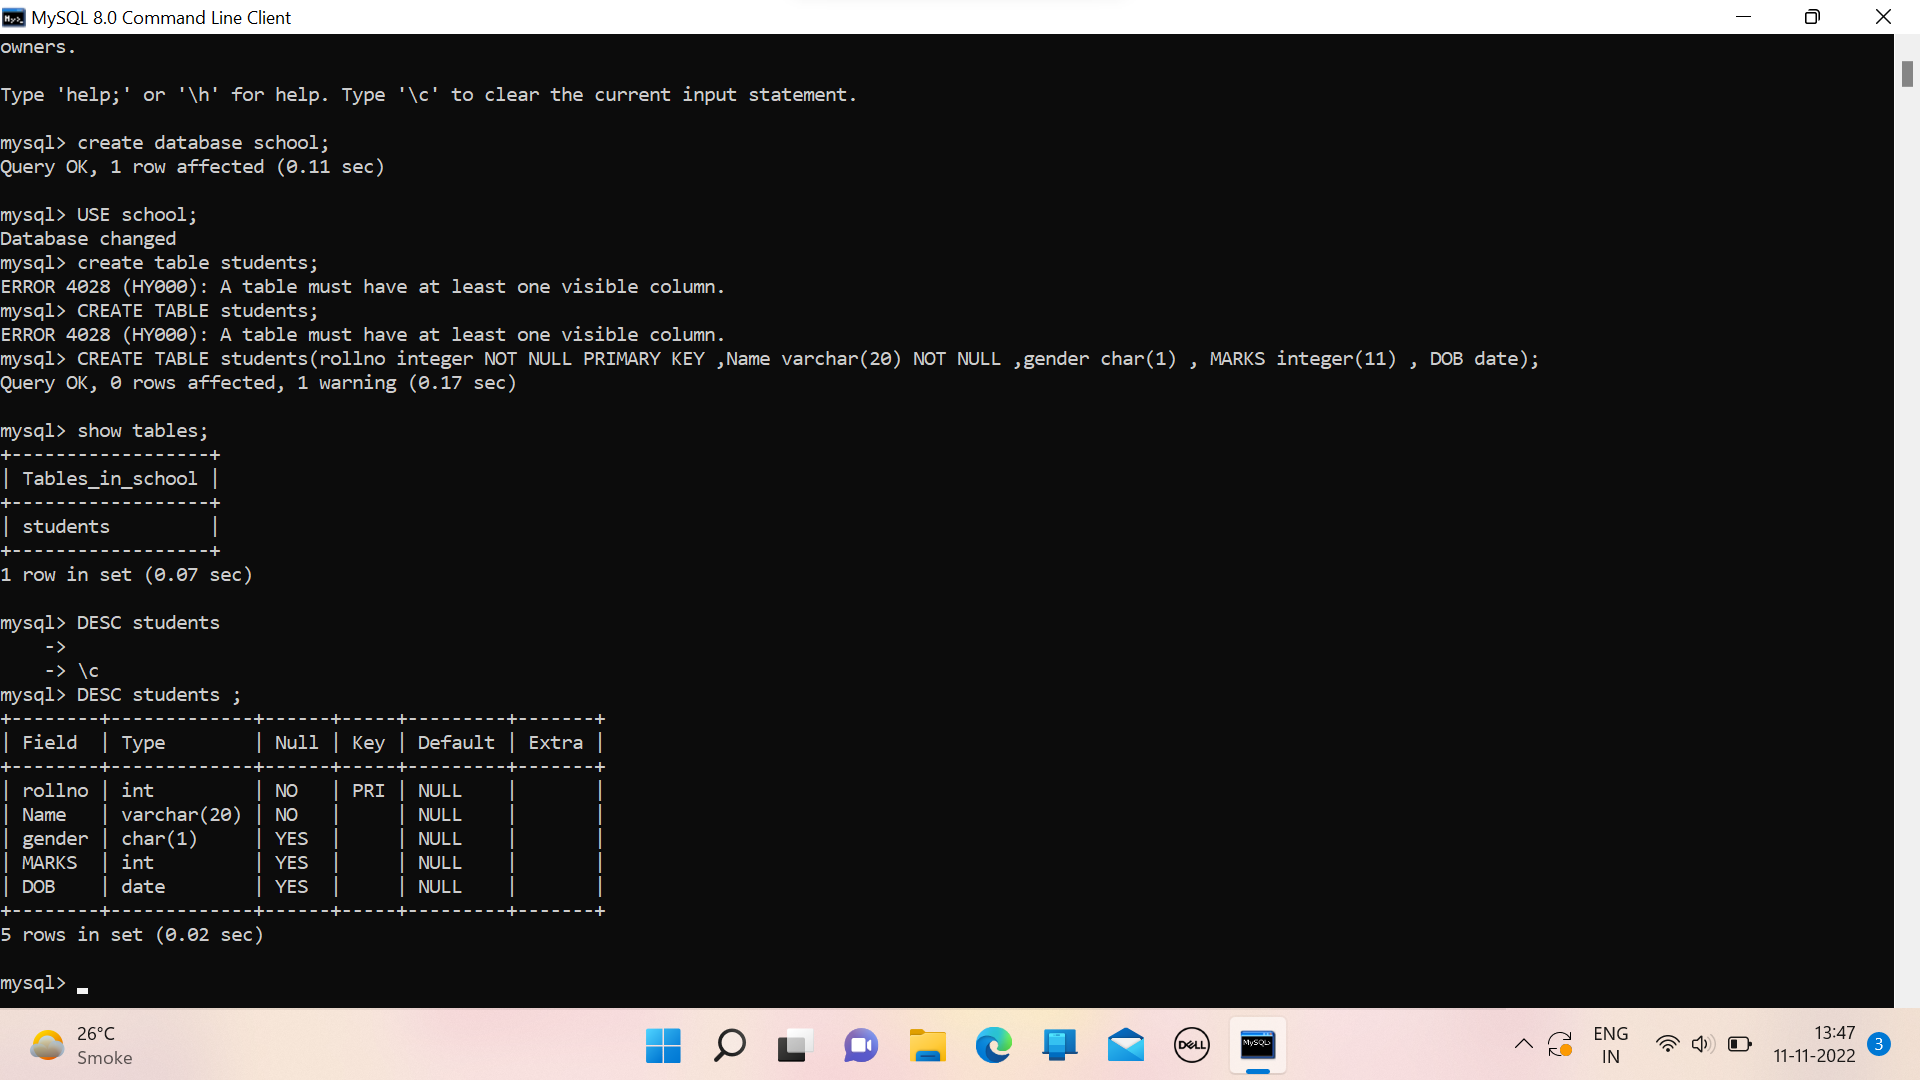 MySQL 8.0 Command Line Client
owners.
Type 'help;' or '\h' for help. Type '\c' to clear the current input statement.
mysql> create database school;
Query OK, 1 row affected (0.11 sec)
mysql> USE school;
Database changed
mysql> create table students;
ERROR 4028 (HY000): A table must have at least one visible column.
mysql> CREATE TABLE students;
ERROR 4028 (HY000): A table must have at least one visible column.
mysql> CREATE TABLE students(rollno integer NOT NULL PRIMARY KEY ,Name varchar(20) NOT NULL ,gender char(1) , MARKS integer(11) , DOB date);
Query OK, 0 rows affected, 1 warning (0.17 sec)
mysql> show tables;
+------------------+
| Tables_in_school |
+------------------+
| students         |
+------------------+
1 row in set (0.07 sec)
mysql> DESC students
    ->
    -> \c
mysql> DESC students ;
+--------+-------------+------+-----+---------+-------+
| Field  | Type        | Null | Key | Default | Extra |
+--------+-------------+------+-----+---------+-------+
| rollno | int         | NO   | PRI | NULL    |       |
| Name   | varchar(20) | NO   |     | NULL    |       |
| gender | char(1)     | YES  |     | NULL    |       |
| MARKS  | int         | YES  |     | NULL    |       |
| DOB    | date        | YES  |     | NULL    |       |
+--------+-------------+------+-----+---------+-------+
5 rows in set (0.02 sec)
mysql>
26°C
Smoke
DELL
MySQL>
ENG
IN
13:47
11-11-2022
3